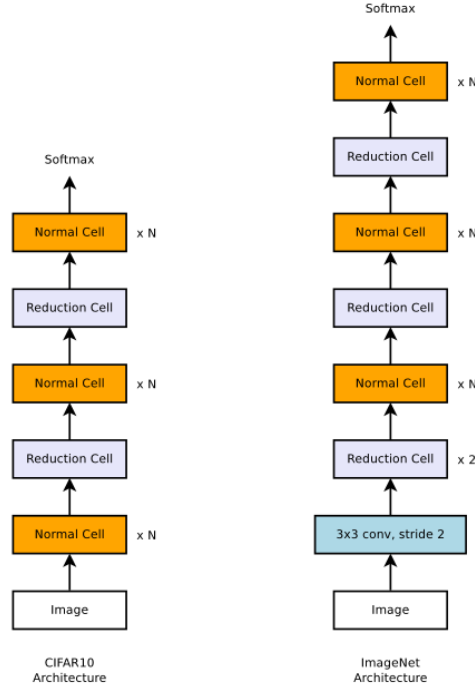 Softmax
Normal Cell x N
Reduction Cell
Normal Cell x N
Reduction Cell
Normal Cell x N
Image
CIFAR10
Architecture
Softmax
Normal Cell x N
Reduction Cell
Normal Cell x N
Reduction Cell
Normal Cell x N
Reduction Cell x 2
3x3 conv, stride 2
Image
ImageNet
Architecture